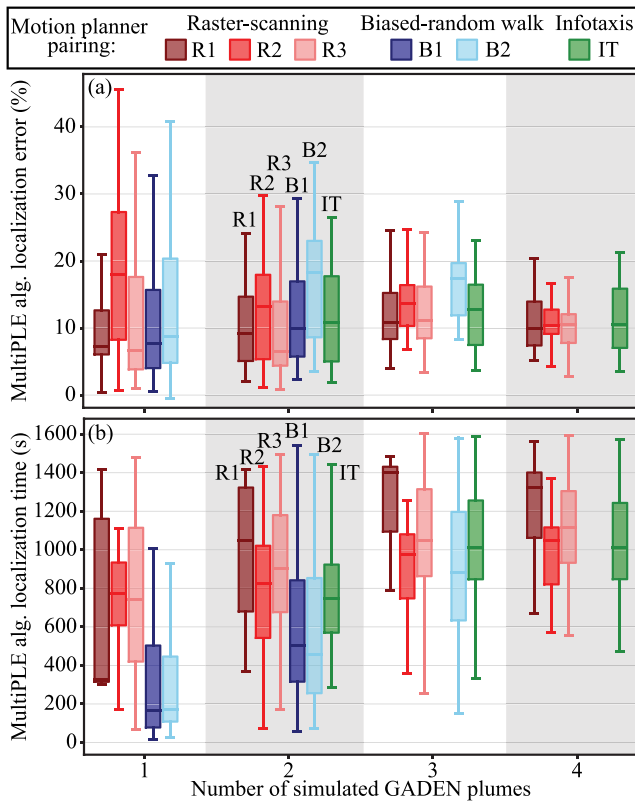 Motion planner pairing: Raster-scanning Biased-random walk Infotaxis
R1 R2 R3 B1 B2 IT
(a)
MultiPLE alg. localization error (%)
40
30
20
10
0
R1
R2
R3
B1
B2
IT
(b)
MultiPLE alg. localization time (s)
1600
1400
1200
1000
800
600
400
200
0
R1
R2
R3
B1
B2
IT
1 2 3 4
Number of simulated GADEN plumes